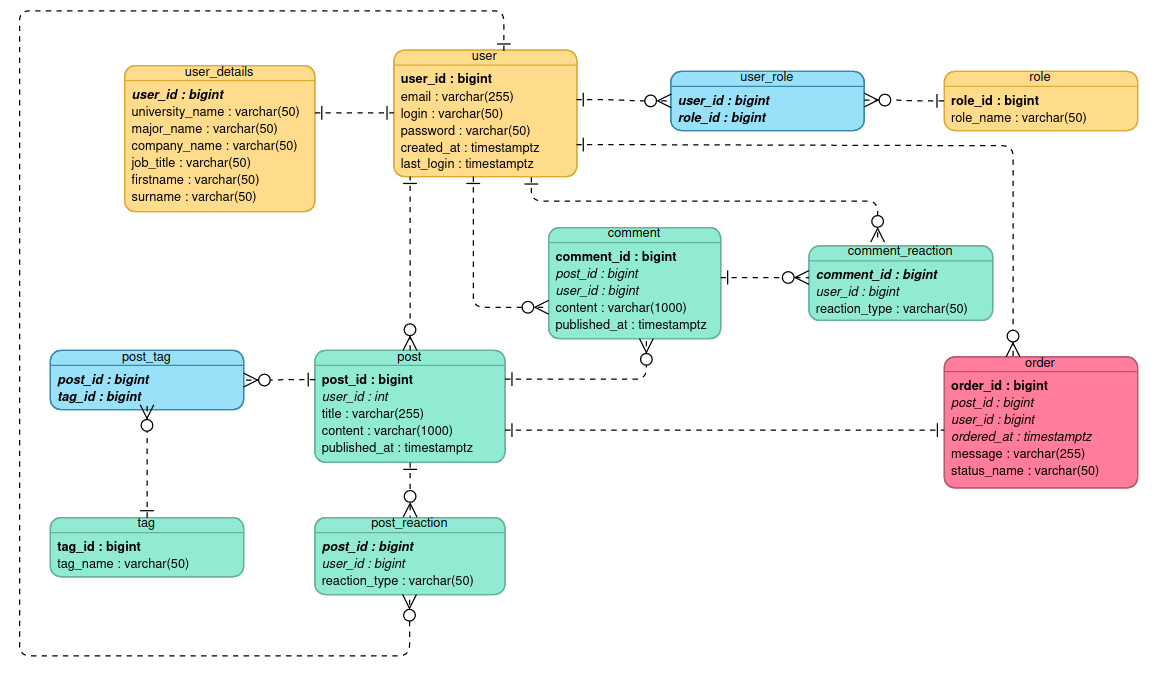 user_details
user_id : bigint
university_name : varchar(50)
major_name : varchar(50)
company_name : varchar(50)
job_title : varchar(50)
firstname : varchar(50)
surname : varchar(50)
user
user_id : bigint
email : varchar(255)
login : varchar(50)
password : varchar(50)
created_at : timestamptz
last_login : timestamptz
user_role
user_id : bigint
role_id : bigint
role
role_id : bigint
role_name : varchar(50)
comment
comment_id : bigint
post_id : bigint
user_id : bigint
content : varchar(1000)
published_at : timestamptz
comment_reaction
comment_id : bigint
user_id : bigint
reaction_type : varchar(50)
post_tag
post_id : bigint
tag_id : bigint
post
post_id : bigint
user_id : int
title : varchar(255)
content : varchar(1000)
published_at : timestamptz
order
order_id : bigint
post_id : bigint
user_id : bigint
ordered_at : timestamptz
message : varchar(255)
status_name : varchar(50)
tag
tag_id : bigint
tag_name : varchar(50)
post_reaction
post_id : bigint
user_id : bigint
reaction_type : varchar(50)